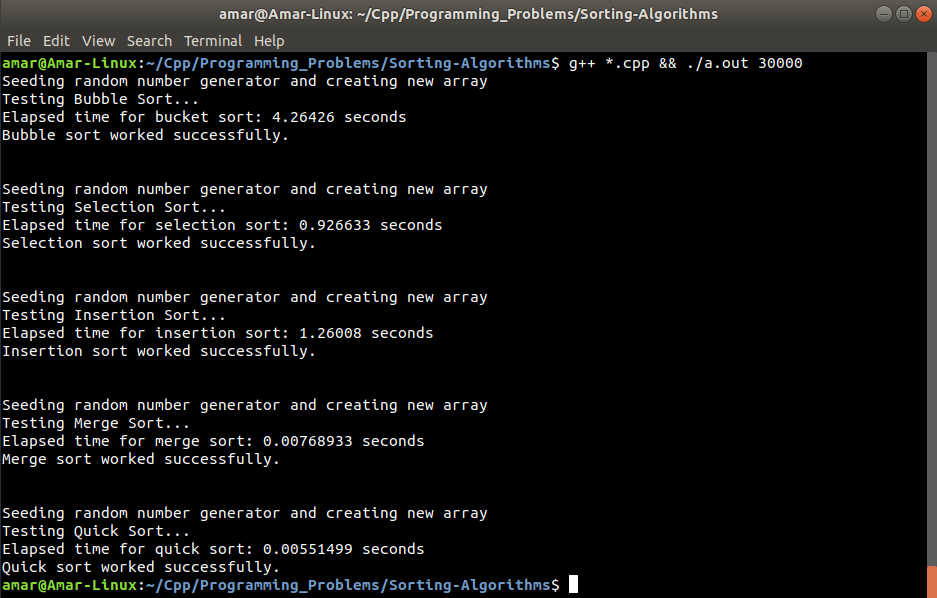 amar@Amar-Linux: ~/Cpp/Programming_Problems/Sorting-Algorithms
File Edit View Search Terminal Help
amar@Amar-Linux:~/Cpp/Programming_Problems/Sorting-Algorithms$ g++ *.cpp && ./a.out 30000
Seeding random number generator and creating new array
Testing Bubble Sort...
Elapsed time for bucket sort: 4.26426 seconds
Bubble sort worked successfully.
Seeding random number generator and creating new array
Testing Selection Sort...
Elapsed time for selection sort: 0.926633 seconds
Selection sort worked successfully.
Seeding random number generator and creating new array
Testing Insertion Sort...
Elapsed time for insertion sort: 1.26008 seconds
Insertion sort worked successfully.
Seeding random number generator and creating new array
Testing Merge Sort...
Elapsed time for merge sort: 0.00768933 seconds
Merge sort worked successfully.
Seeding random number generator and creating new array
Testing Quick Sort...
Elapsed time for quick sort: 0.00551499 seconds
Quick sort worked successfully.
amar@Amar-Linux:~/Cpp/Programming_Problems/Sorting-Algorithms$